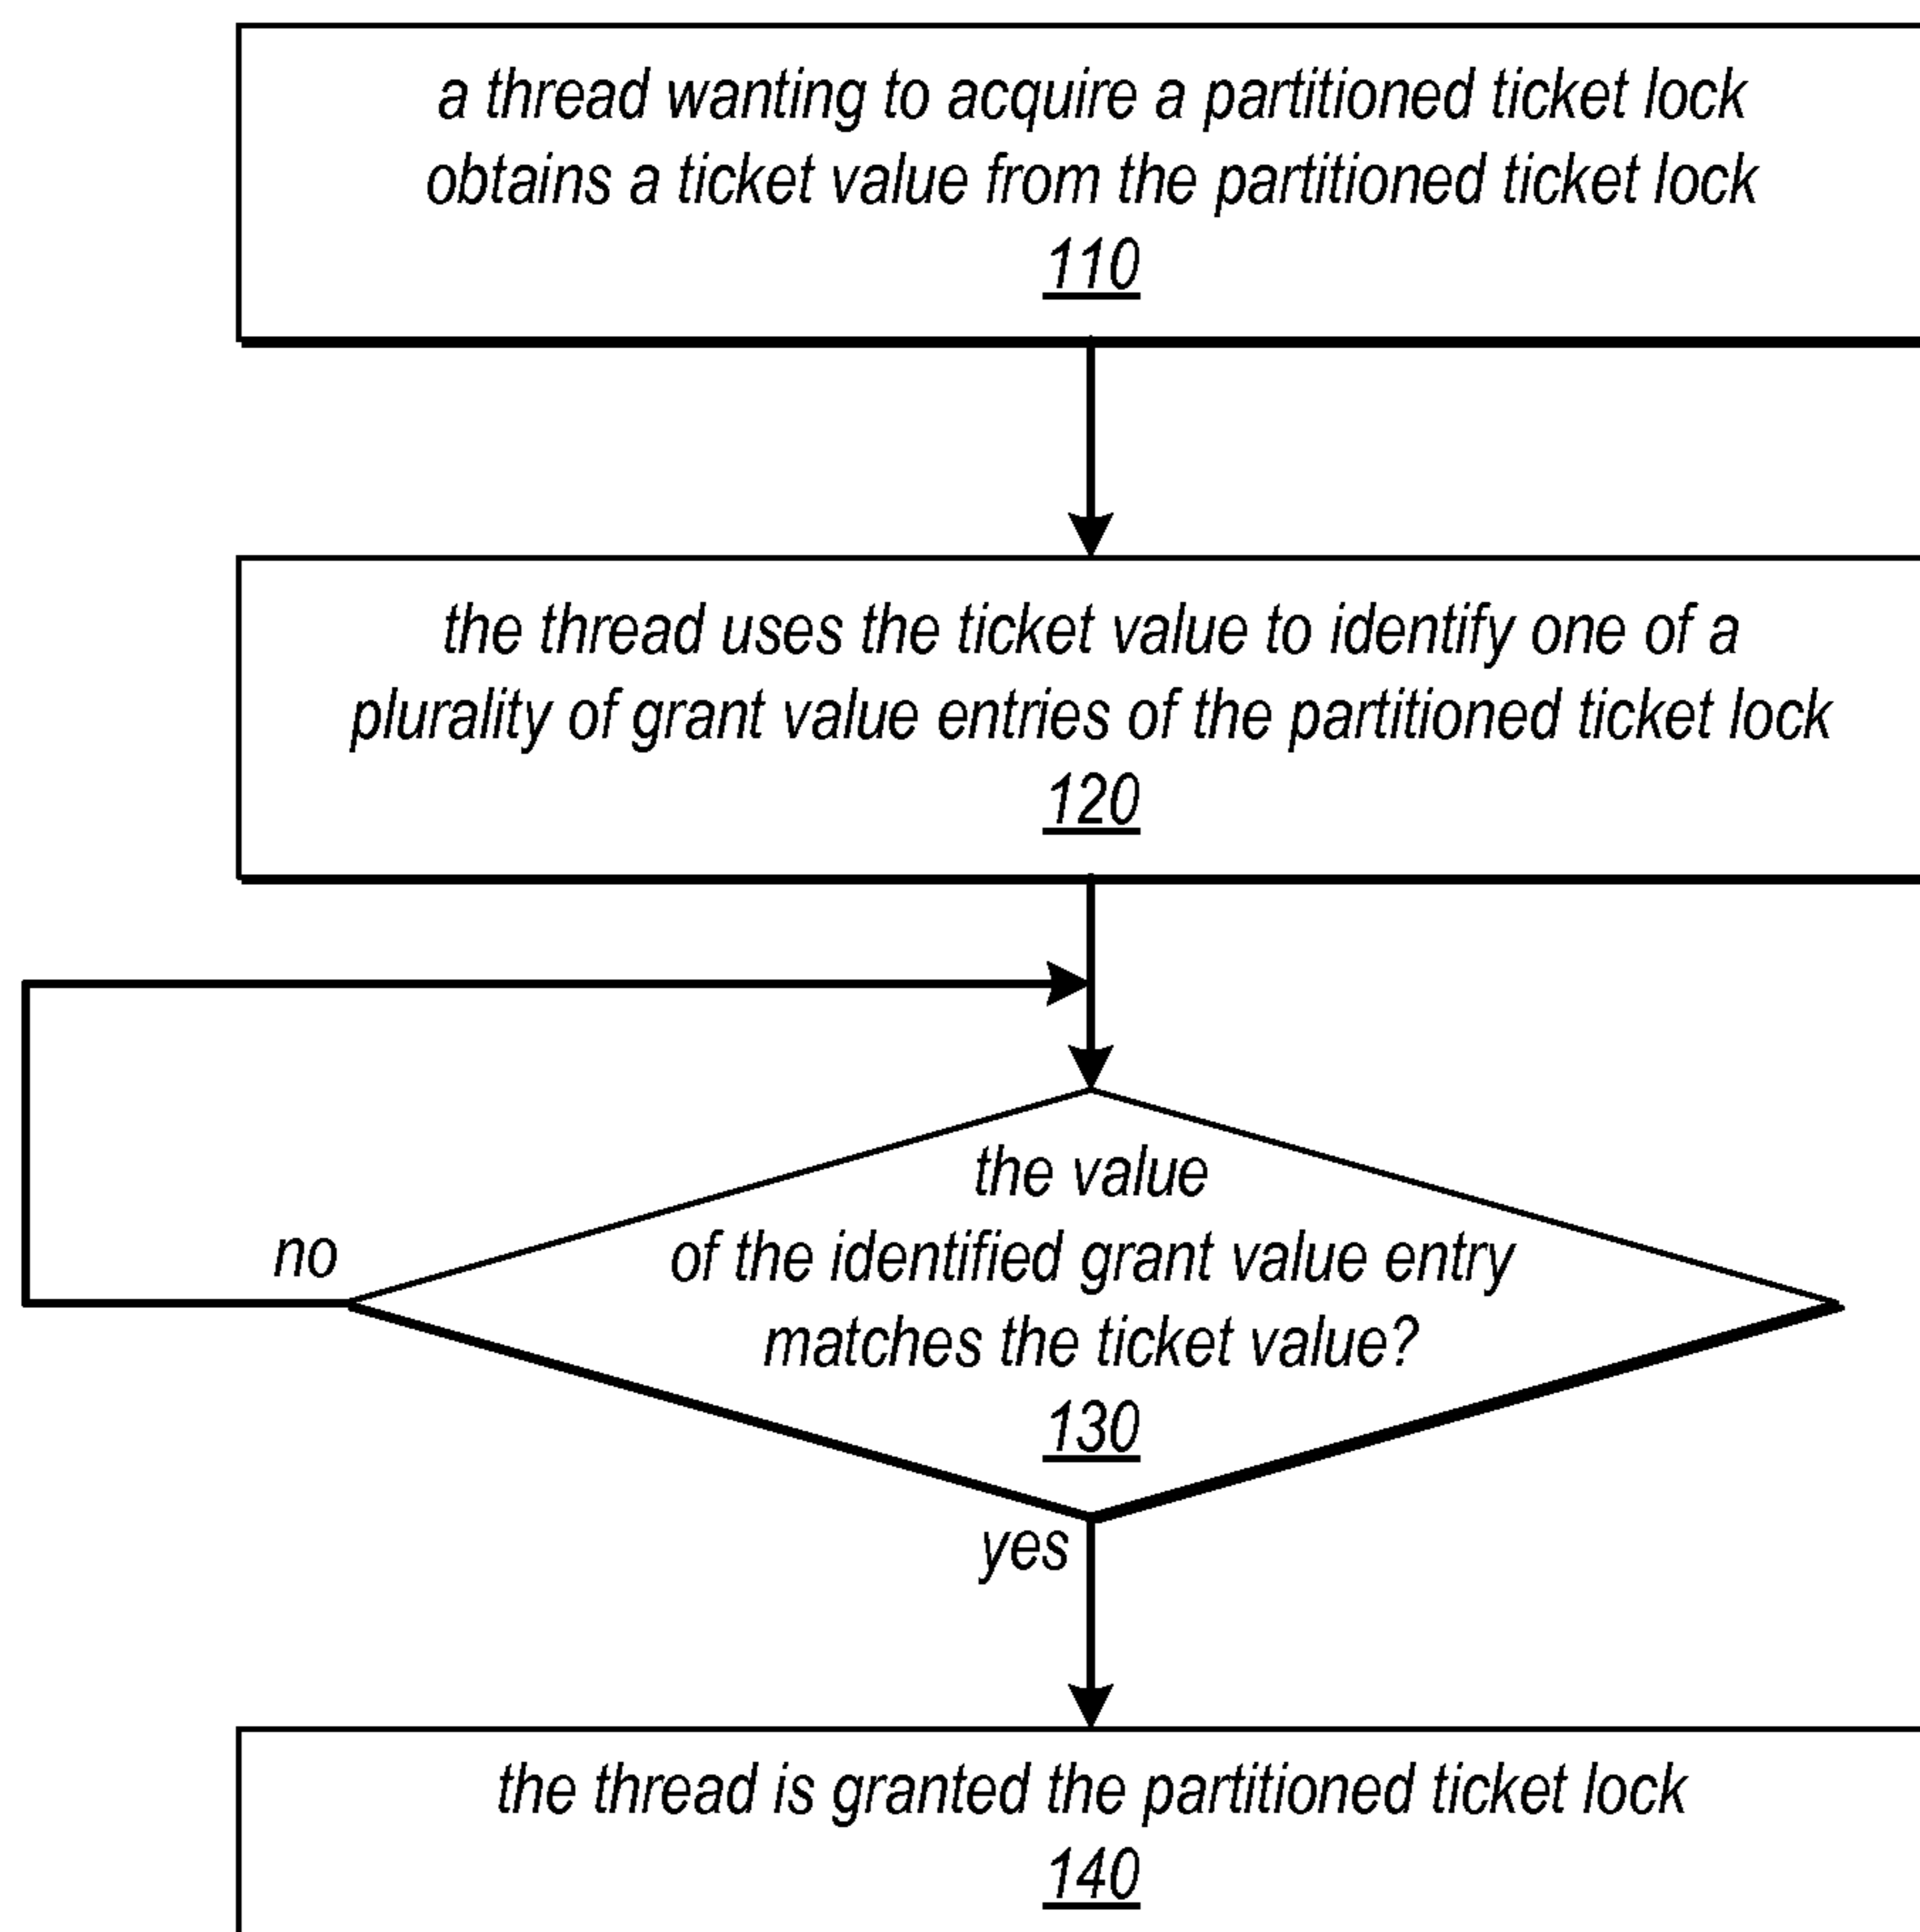 a thread wanting to acquire a partitioned ticket lock
obtains a ticket value from the partitioned ticket lock
110
the thread uses the ticket value to identify one of a
plurality of grant value entries of the partitioned ticket lock
120
the value
of the identified grant value entry
matches the ticket value?
130
no
yes
the thread is granted the partitioned ticket lock
140